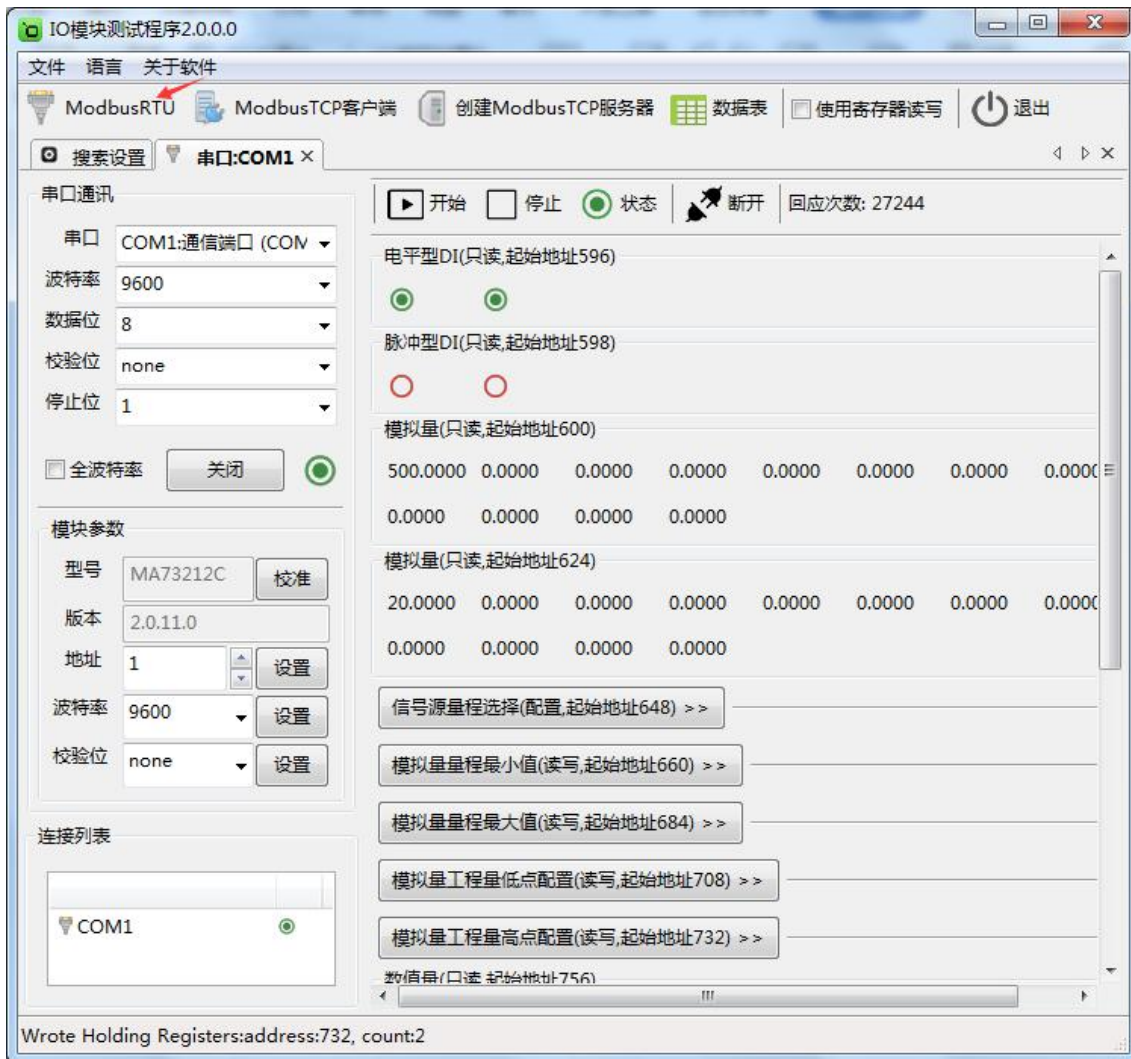 IO模块测试程序2.0.0.0
文件 语言 关于软件
ModbusRTU ModbusTCP客户端 创建ModbusTCP服务器 数据表 使用寄存器读写 退出
搜索设置 串口:COM1
串口通讯
串口 COM1:通信端口 (COM
波特率 9600
数据位 8
校验位 none
停止位 1
全波特率 关闭
模块参数
型号 MA73212C 校准
版本 2.0.11.0
地址 1 设置
波特率 9600 设置
校验位 none 设置
连接列表
COM1
开始 停止 状态 断开 回应次数: 27244
电平型DI(只读,起始地址596)
脉冲型DI(只读,起始地址598)
模拟量(只读,起始地址600)
500.0000 0.0000 0.0000 0.0000 0.0000 0.0000 0.0000 0.0000
0.0000 0.0000 0.0000 0.0000
模拟量(只读,起始地址624)
20.0000 0.0000 0.0000 0.0000 0.0000 0.0000 0.0000 0.0000
0.0000 0.0000 0.0000 0.0000
信号源量程选择(配置,起始地址648) >>
模拟量量程最小值(读写,起始地址660) >>
模拟量量程最大值(读写,起始地址684) >>
模拟量工程量低点配置(读写,起始地址708) >>
模拟量工程量高点配置(读写,起始地址732) >>
数值量(只读,起始地址756)
Wrote Holding Registers:address:732, count:2